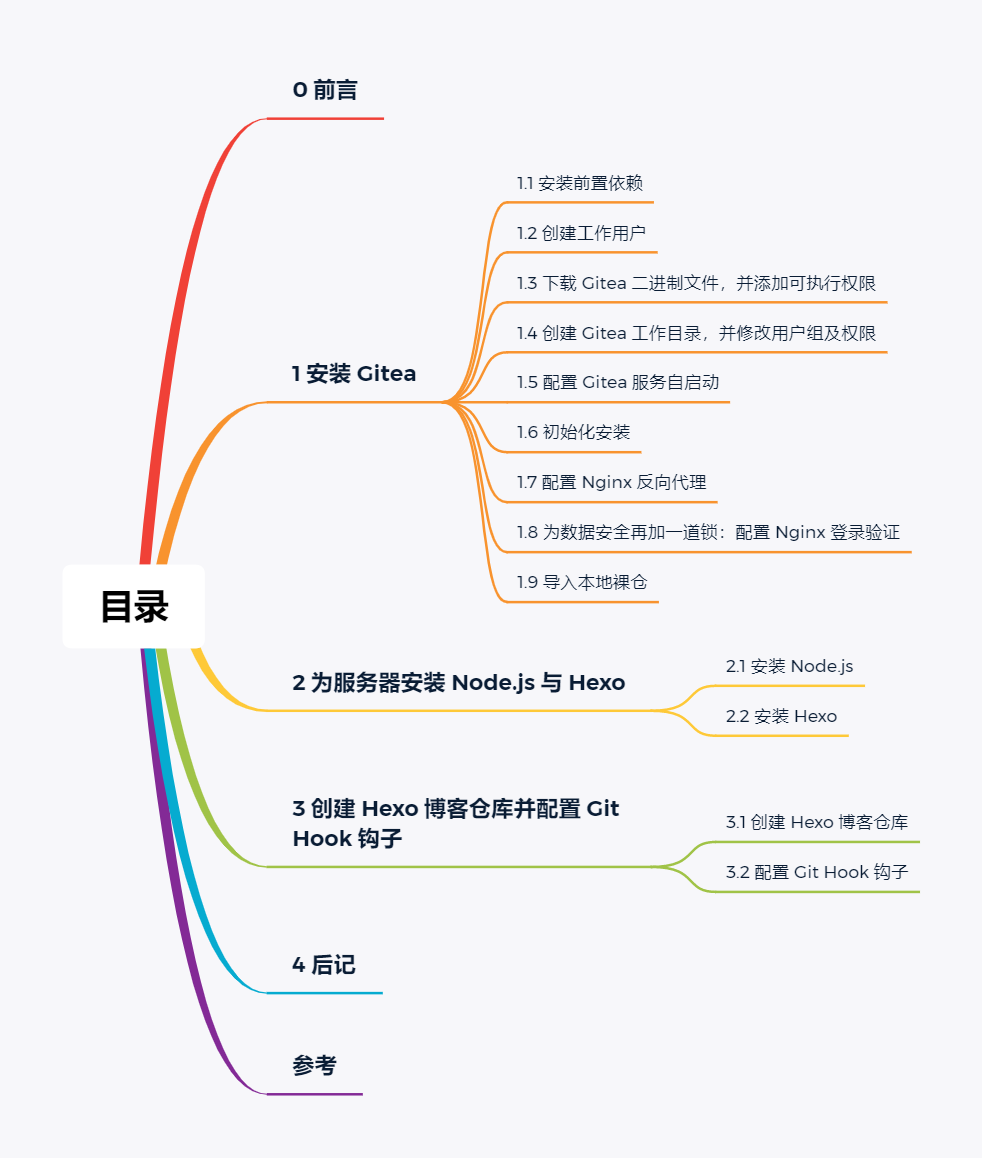 目录
0 前言
1 安装 Gitea
1.1 安装前置依赖
1.2 创建工作用户
1.3 下载 Gitea 二进制文件，并添加可执行权限
1.4 创建 Gitea 工作目录，并修改用户组及权限
1.5 配置 Gitea 服务自启动
1.6 初始化安装
1.7 配置 Nginx 反向代理
1.8 为数据安全再加一道锁：配置 Nginx 登录验证
1.9 导入本地裸仓
2 为服务器安装 Node.js 与 Hexo
2.1 安装 Node.js
2.2 安装 Hexo
3 创建 Hexo 博客仓库并配置 Git
Hook 钩子
3.1 创建 Hexo 博客仓库
3.2 配置 Git Hook 钩子
4 后记
参考